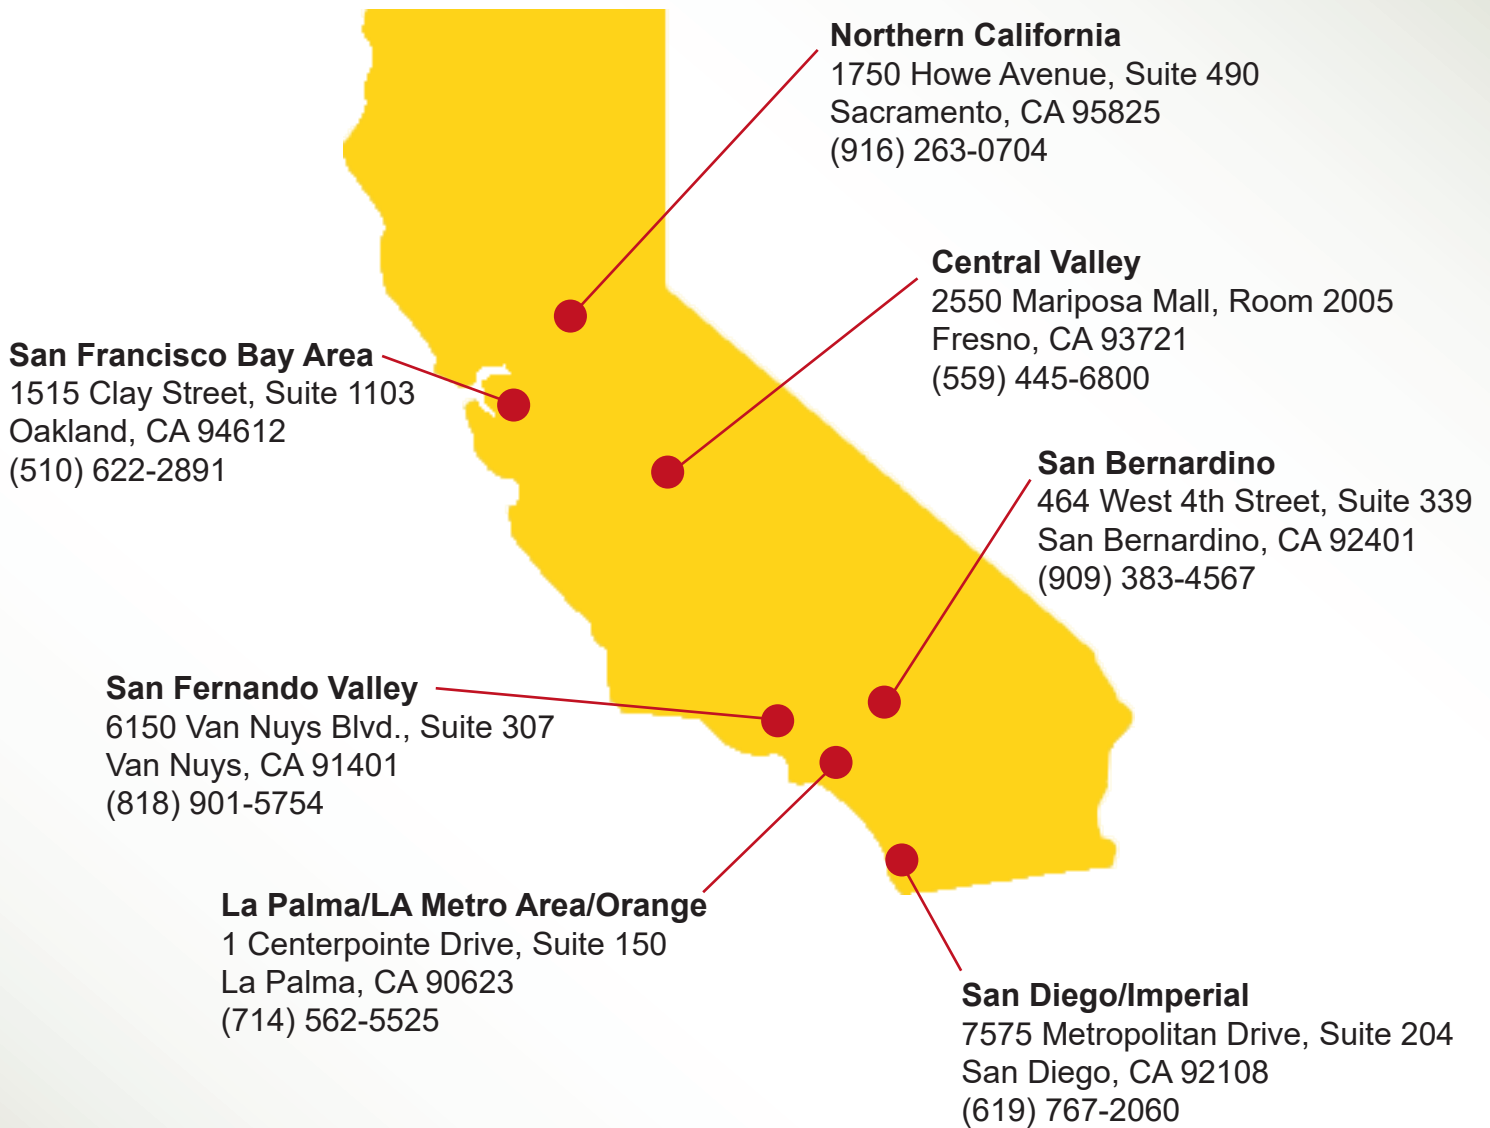 Northern California
1750 Howe Avenue, Suite 490
Sacramento, CA 95825
(916) 263-0704
Central Valley
2550 Mariposa Mall, Room 2005
Fresno, CA 93721
(559) 445-6800
San Francisco Bay Area
1515 Clay Street, Suite 1103
Oakland, CA 94612
(510) 622-2891
San Bernardino
464 West 4th Street, Suite 339
San Bernardino, CA 92401
(909) 383-4567
San Fernando Valley
6150 Van Nuys Blvd., Suite 307
Van Nuys, CA 91401
(818) 901-5754
La Palma/LA Metro Area/Orange
1 Centerpointe Drive, Suite 150
La Palma, CA 90623
(714) 562-5525
San Diego/Imperial
7575 Metropolitan Drive, Suite 204
San Diego, CA 92108
(619) 767-2060